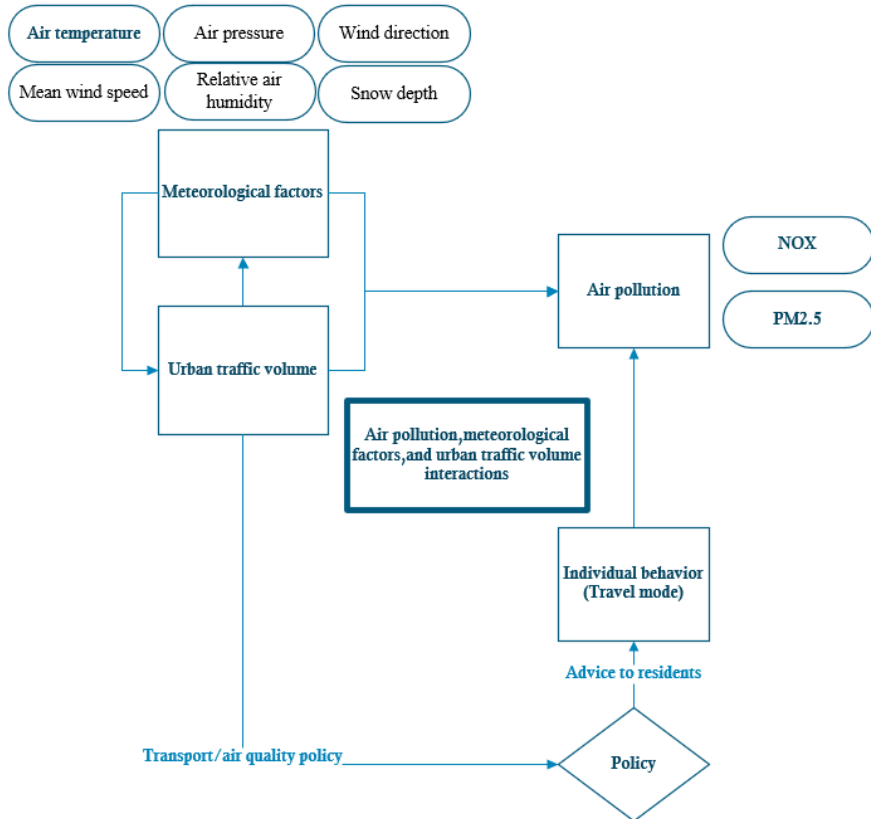 Air temperature
Air pressure
Wind direction
Mean wind speed
Relative air
humidity
Snow depth
Meteorological factors
NOX
Air pollution
PM2.5
Urban traffic volume
Air pollution,meteorological
factors,and urban traffic volume
interactions
Individual behavior
(Travel mode)
Advice to residents
Transport/air quality policy
Policy